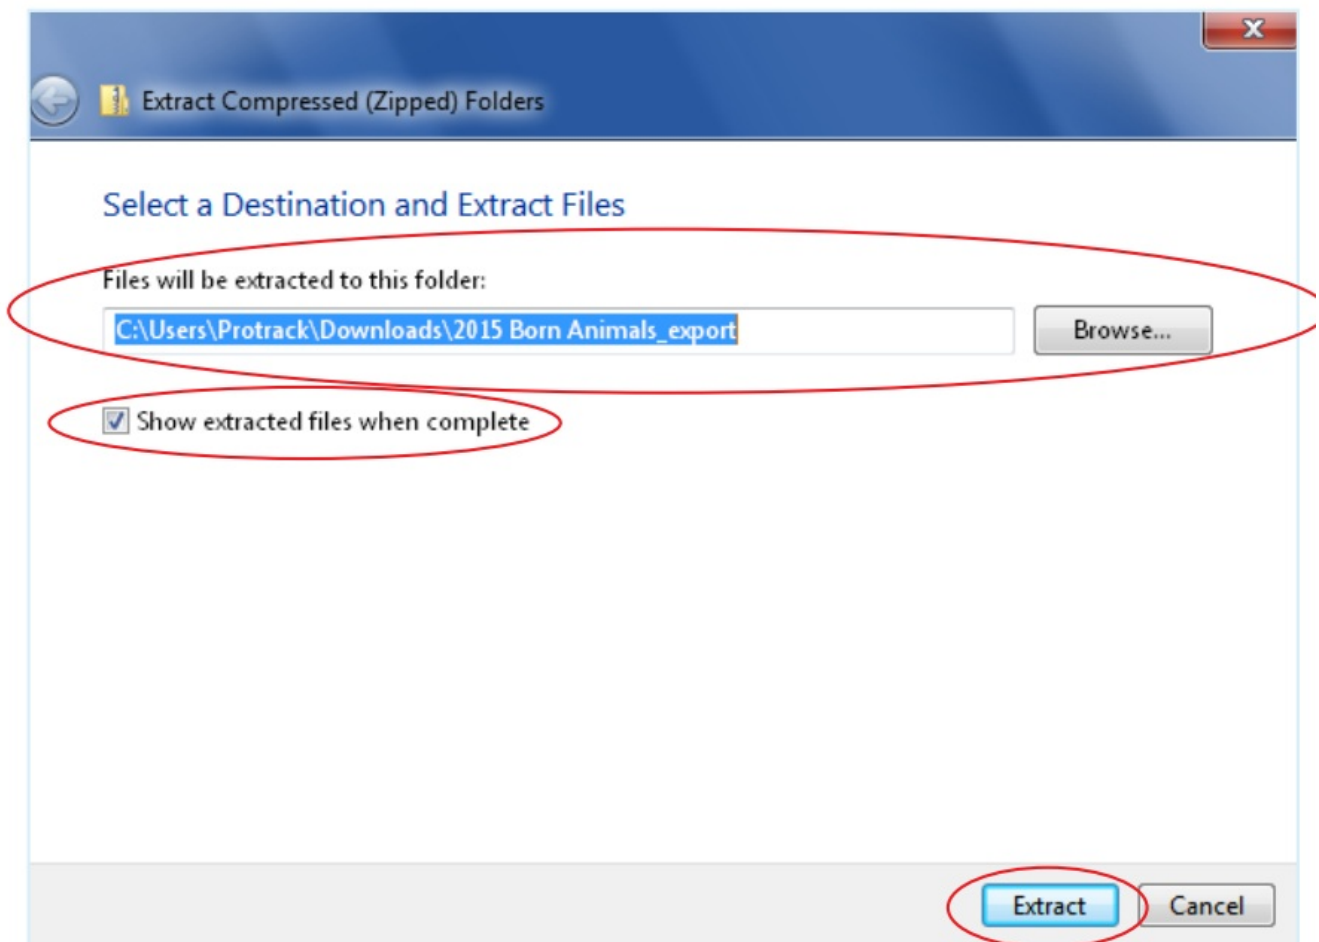 X
Extract Compressed (Zipped) Folders
Select a Destination and Extract Files
Files will be extracted to this folder:
C:\Users\Protrack\Downloads\2015 Born Animals_export
Browse...
Show extracted files when complete
Extract
Cancel